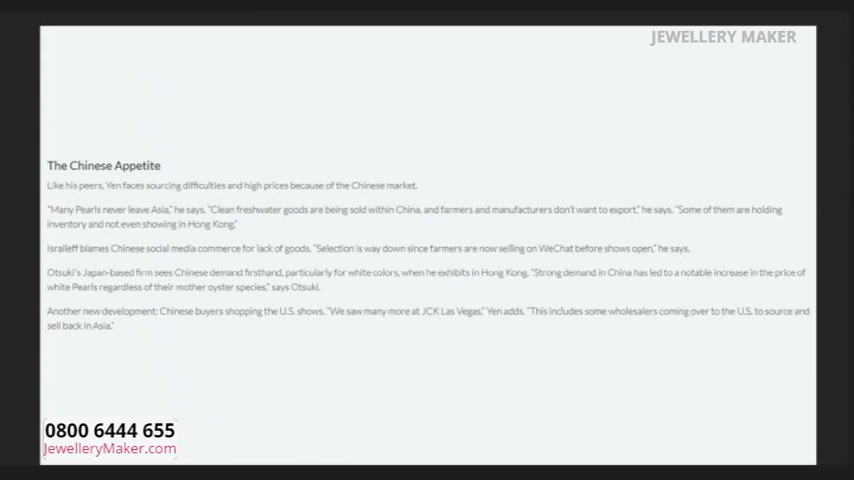 JEWELLERY MAKER
The Chinese Appetite
Like his peers, Yen faces sourcing difficulties and high prices because of the Chinese market.
"Many Pearls never leave Asia," he says. "Clean freshwater goods are being sold within China, and farmers and manufacturers don't want to export," he says. "Some of them are holding
inventory and not even showing in Hong Kong."
Israileff blames Chinese social media commerce for lack of goods. "Selection is way down since farmers are now selling on WeChat before shows open," he says.
Otsuki's Japan-based firm sees Chinese demand firsthand, particularly for white colors, when he exhibits in Hong Kong. "Strong demand in China has led to a notable increase in the price of
white Pearls regardless of their mother oyster species," says Otsuki.
Another new development: Chinese buyers shopping the U.S. shows. "We saw many more at JCK Las Vegas," Yen adds. "This includes some wholesalers coming over to the U.S. to source and
sell back in Asia."
0800 6444 655
JewelleryMaker.com